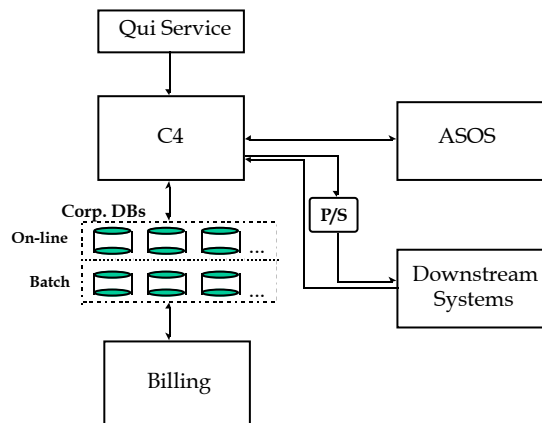 Qui Service
C4
ASOS
Corp. DBs
P/S
On-line
...
Batch
...
Downstream
Systems
Billing